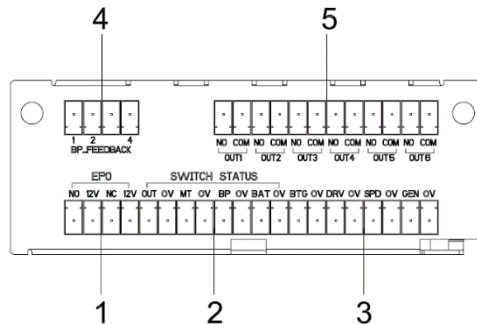 4 5
1 2 4
BP_FEEDBACK
NO COM NO COM NO COM NO COM NO COM NO COM
OUT1 OUT2 OUT3 OUT4 OUT5 OUT6
EPO SWITCH STATUS
NO 12V NC 12V OUT 0V MT 0V BP 0V BAT 0V BTG 0V DRV 0V SPD 0V GEN 0V
1 2 3